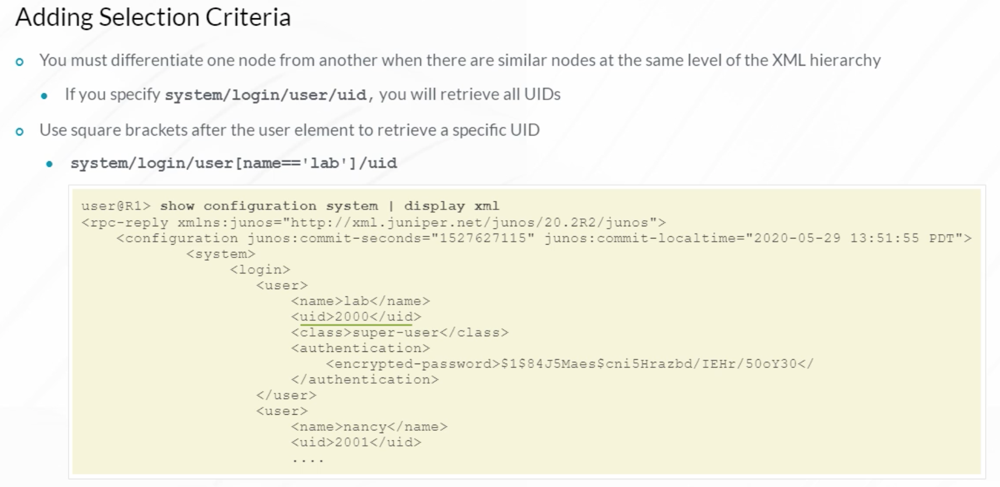 Adding Selection Criteria
You must differentiate one node from another when there are similar nodes at the same level of the XML hierarchy
If you specify system/login/user/uid, you will retrieve all UIDs
Use square brackets after the user element to retrieve a specific UID
system/login/user[name=='lab']/uid
user@R1> show configuration system | display xml
<rpc-reply xmlns:junos="http://xml.juniper.net/junos/20.2R2/junos">
<configuration junos:commit-seconds="1527627115" junos:commit-localtime="2020-05-29 13:51:55 PDT">
<system>
<login>
<user>
<name>lab</name>
<uid>2000</uid>
<class>super-user</class>
<authentication>
<encrypted-password>$1$84J5Maes$cni5Hrazbd/IEHr/50oY30</
</authentication>
</user>
<user>
<name>nancy</name>
<uid>2001</uid>
....